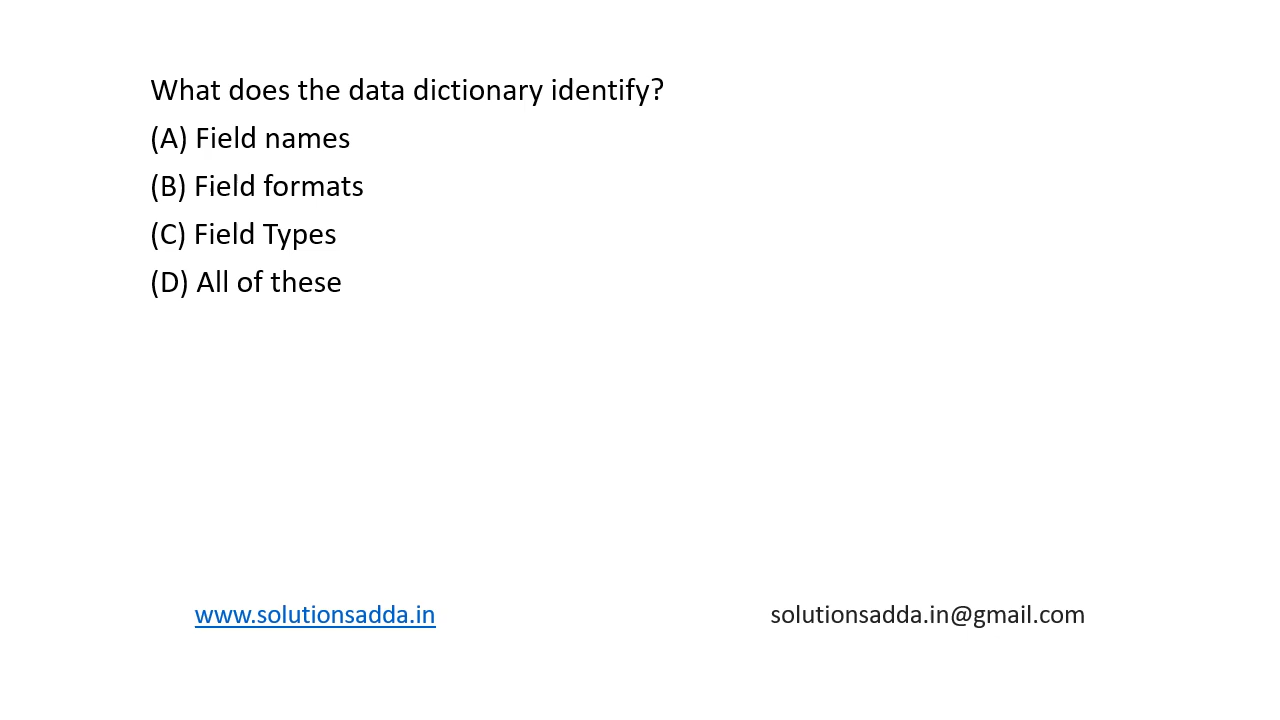 What does the data dictionary identify?
(A) Field names
(B) Field formats
(C) Field Types
(D) All of these
www.solutionsadda.in
solutionsadda.in@gmail.com